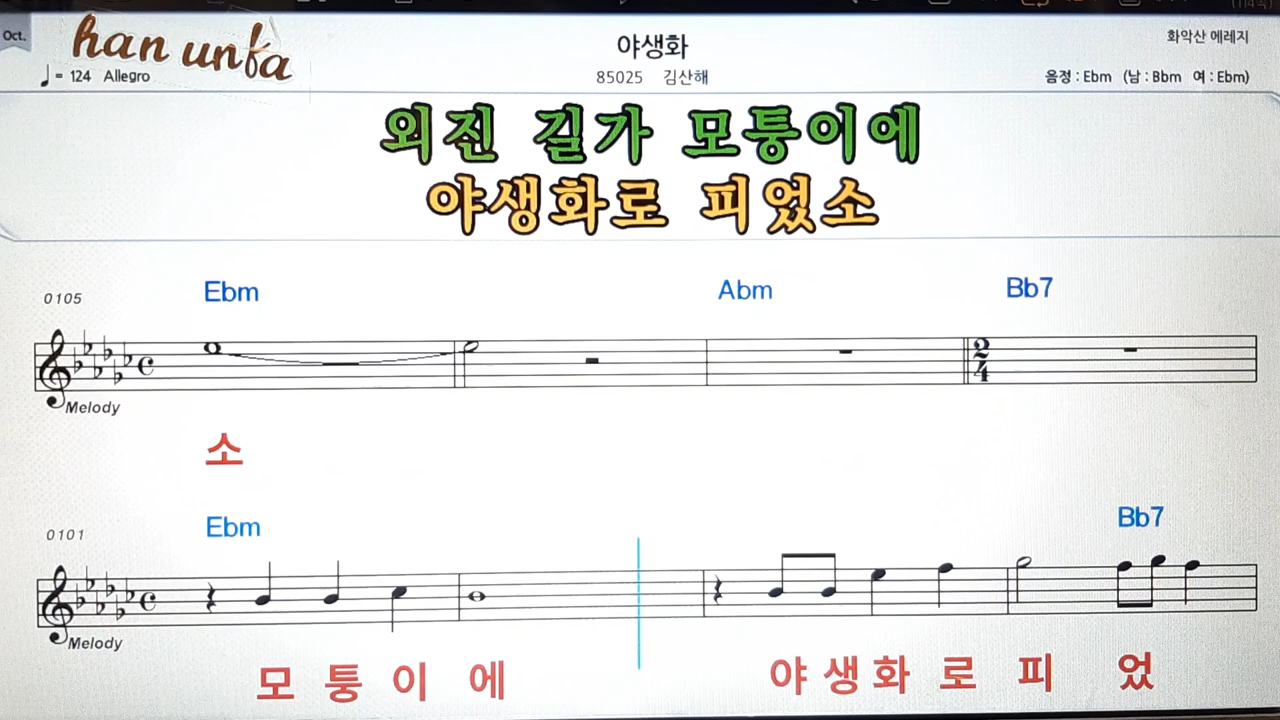 Oct.
han unfa
♩= 124 Allegro
야생화
85025 김산해
화악산 에레지
음정 : Ebm (남 : Bbm 여 : Ebm)
외진 길가 모퉁이에
야생화로 피었소
0105
Ebm Abm Bb7
2
4
Melody
소
0101
Ebm Bb7
Melody
모 퉁 이 에 야 생 화 로 피 었